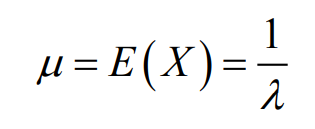 μ = E(X) = 1/λ